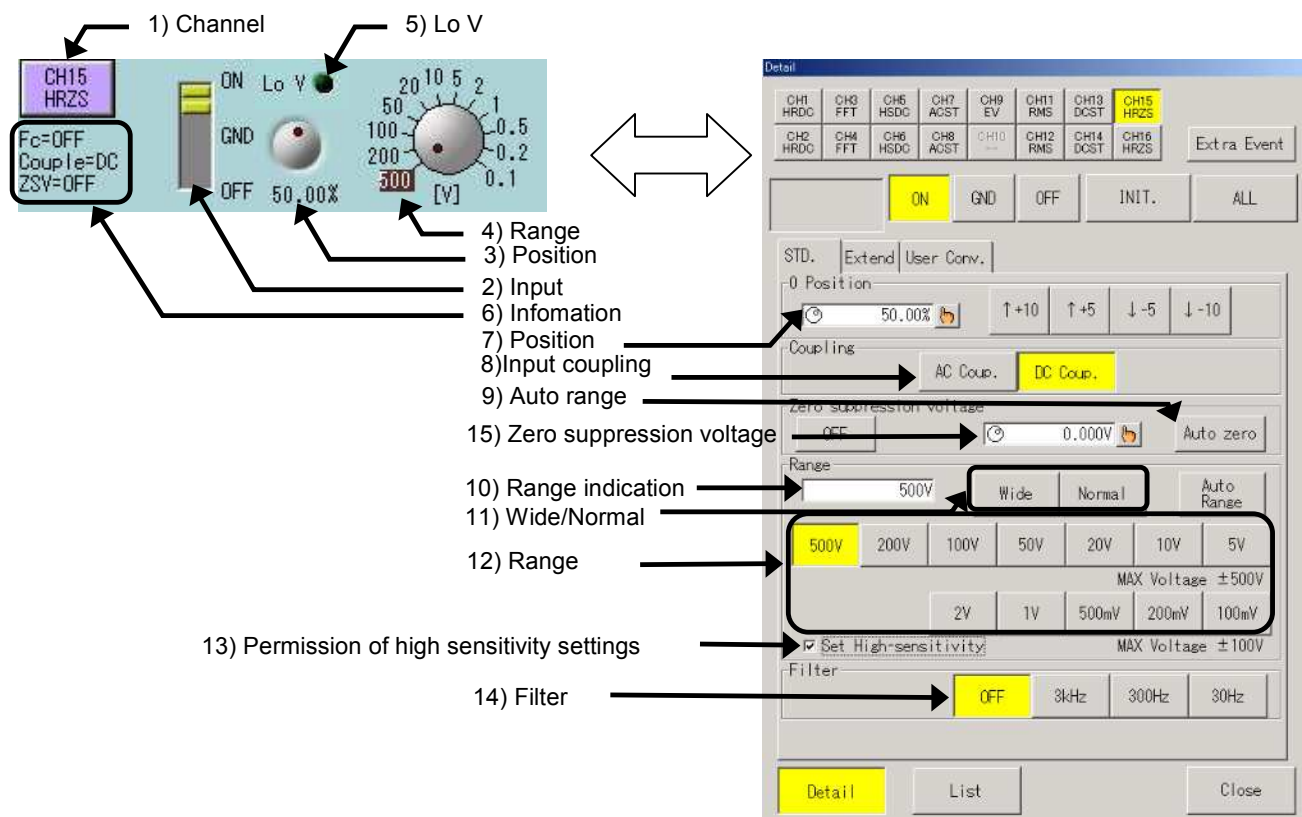 1) Channel
5) Lo V
CH15
HRZS
Fc=OFF
Couple=DC
ZSV=OFF
ON
GND
OFF
Lo V
50.00%
500
200
100
50
20
10
5
2
1
0.5
0.2
0.1
[V]
4) Range
3) Position
2) Input
6) Infomation
7) Position
8)Input coupling
9) Auto range
15) Zero suppression voltage
10) Range indication
11) Wide/Normal
12) Range
13) Permission of high sensitivity settings
14) Filter
Detail
CH1 HRDC
CH3 FFT
CH5 HSDC
CH7 ACST
CH9 EV
CH11 RMS
CH13 DCST
CH15 HRZS
CH2 HRDC
CH4 FFT
CH6 HSDC
CH8 ACST
CH10 --
CH12 RMS
CH14 DCST
CH16 HRZS
Extra Event
ON GND OFF INIT. ALL
STD. Extend User Conv.
0 Position
50.00% ↑+10 ↑+5 ↓-5 ↓-10
Coupling
AC Coup. DC Coup.
Zero suppression voltage
OFF 0.000V Auto zero
Range
500V Wide Normal Auto Range
500V 200V 100V 50V 20V 10V 5V
MAX Voltage ±500V
2V 1V 500mV 200mV 100mV
Set High-sensitivity MAX Voltage ±100V
Filter
OFF 3kHz 300Hz 30Hz
Detail List Close